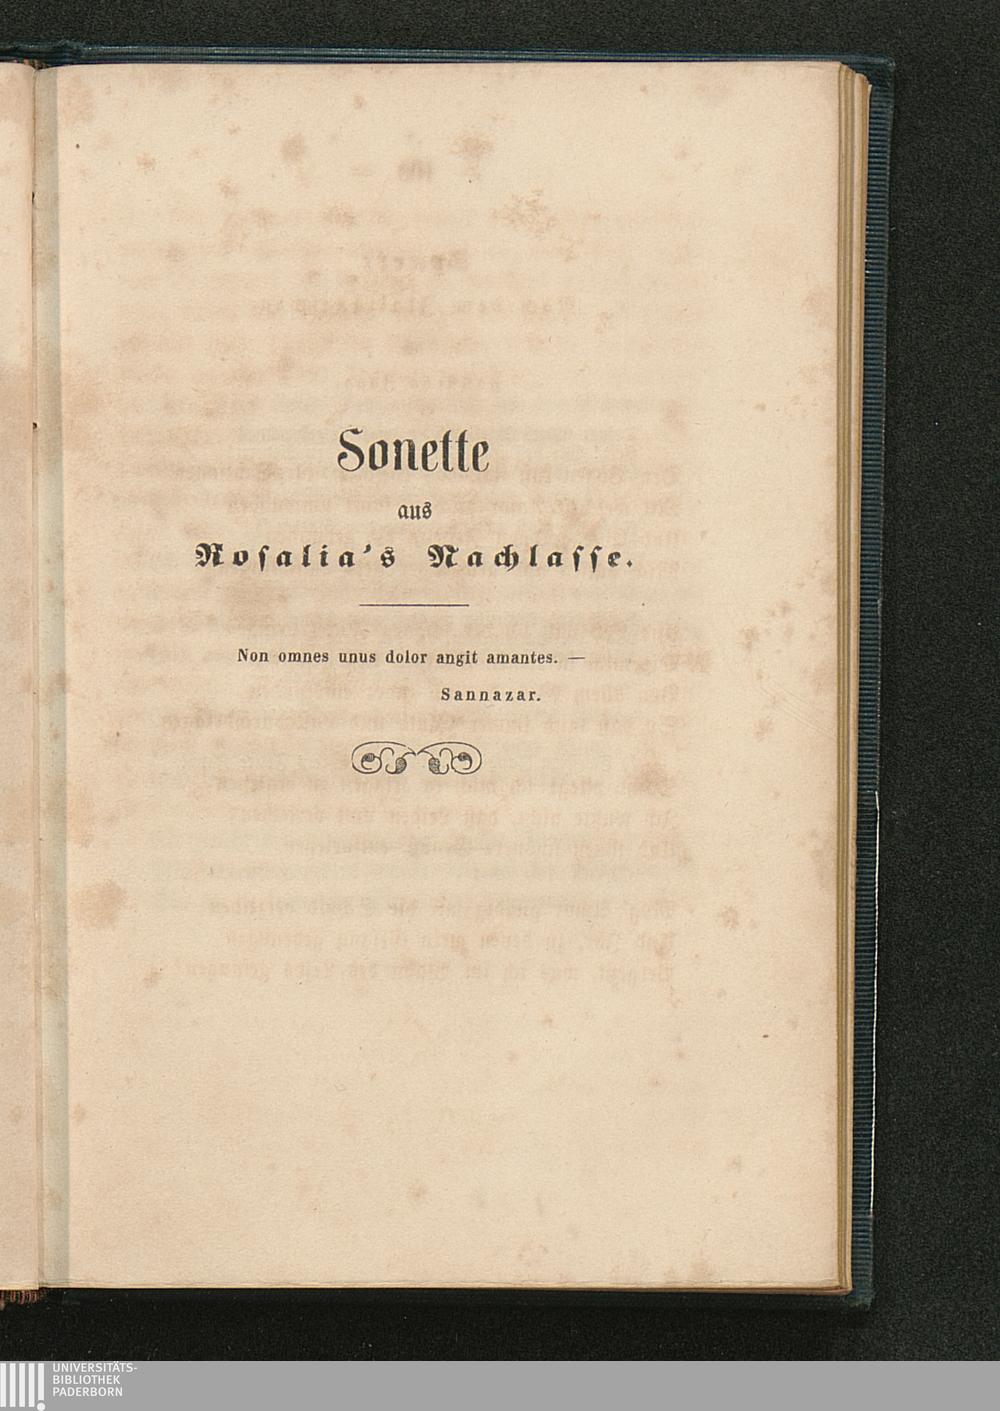 Sonette
aus
Rosalia's Nachlasse.
Non omnes unus dolor angit amantes. —
Sannazar.
UNIVERSITÄTS-
BIBLIOTHEK
PADERBORN